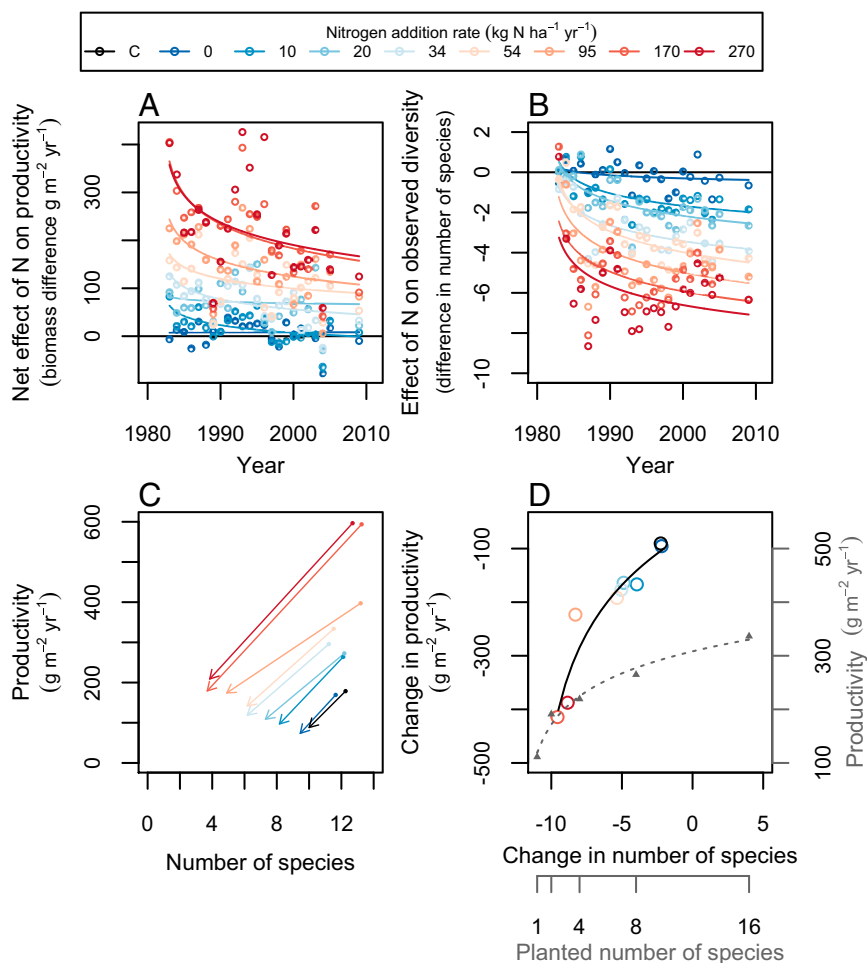 Nitrogen addition rate (kg N ha⁻¹ yr⁻¹)
C 0 10 20 34 54 95 170 270
A
Net effect of N on productivity
(biomass difference g m⁻² yr⁻¹)
0 100 300
1980 1990 2000 2010
Year
B
Effect of N on observed diversity
(difference in number of species)
2 0 -2 -4 -6 -10
1980 1990 2000 2010
Year
C
Productivity
(g m⁻² yr⁻¹)
0 200 400 600
0 4 8 12
Number of species
D
Change in productivity
(g m⁻² yr⁻¹)
-500 -300 -100
-10 -5 0 5
Change in number of species
Productivity (g m⁻² yr⁻¹)
100 300 500
1 4 8 16
Planted number of species